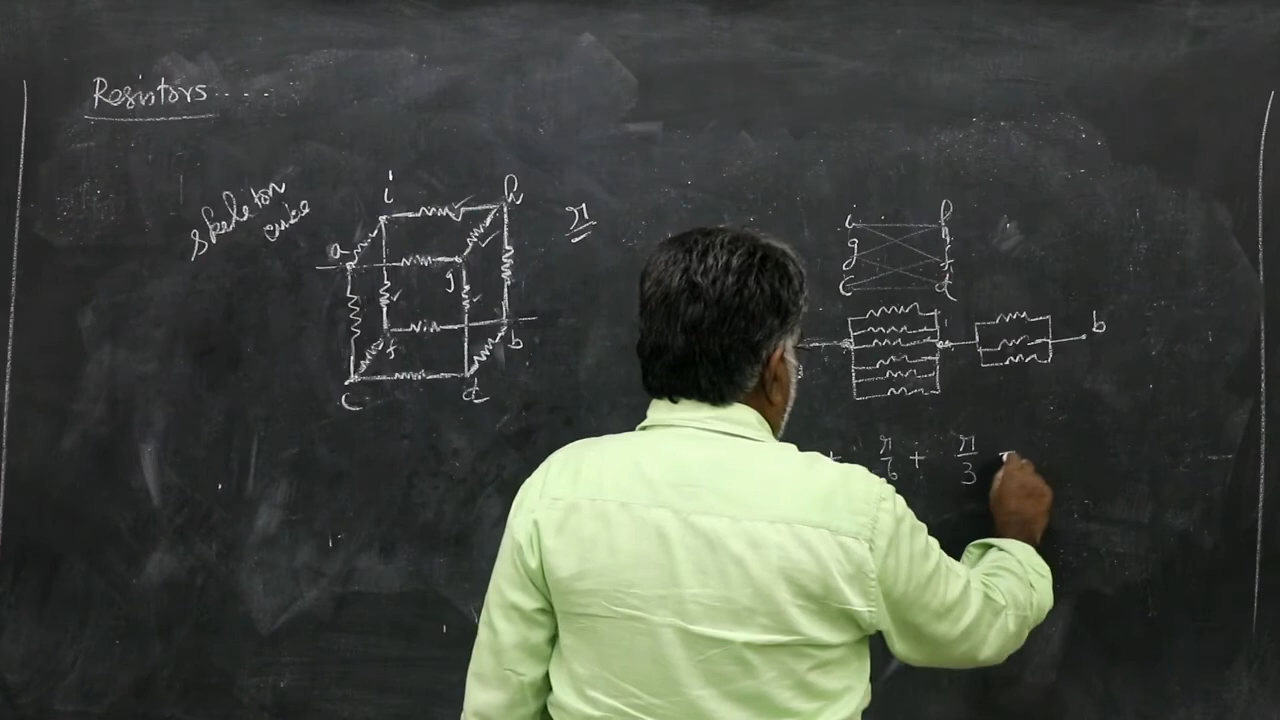 Resistors.......
skeleton
cube
i h
a
g
f b
c d
r
i h
g f
c d
b
+ r/6 + r/3 =